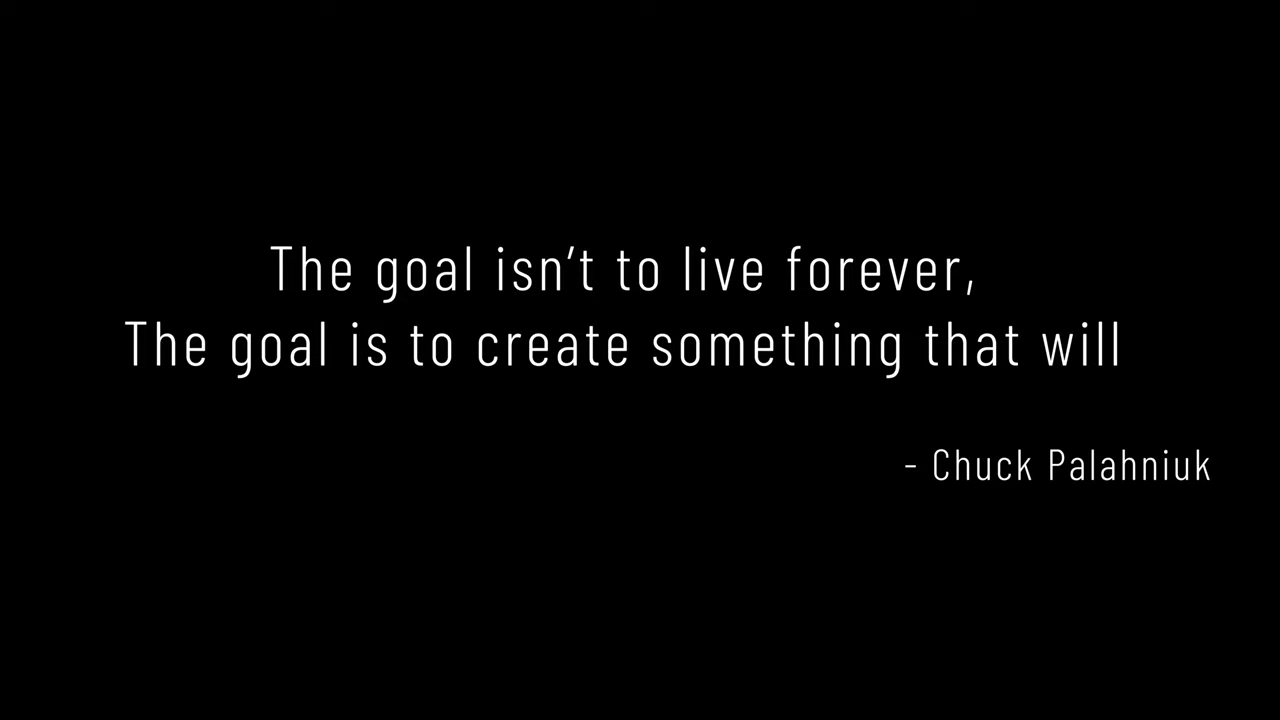 The goal isn’t to live forever,
The goal is to create something that will
- Chuck Palahniuk